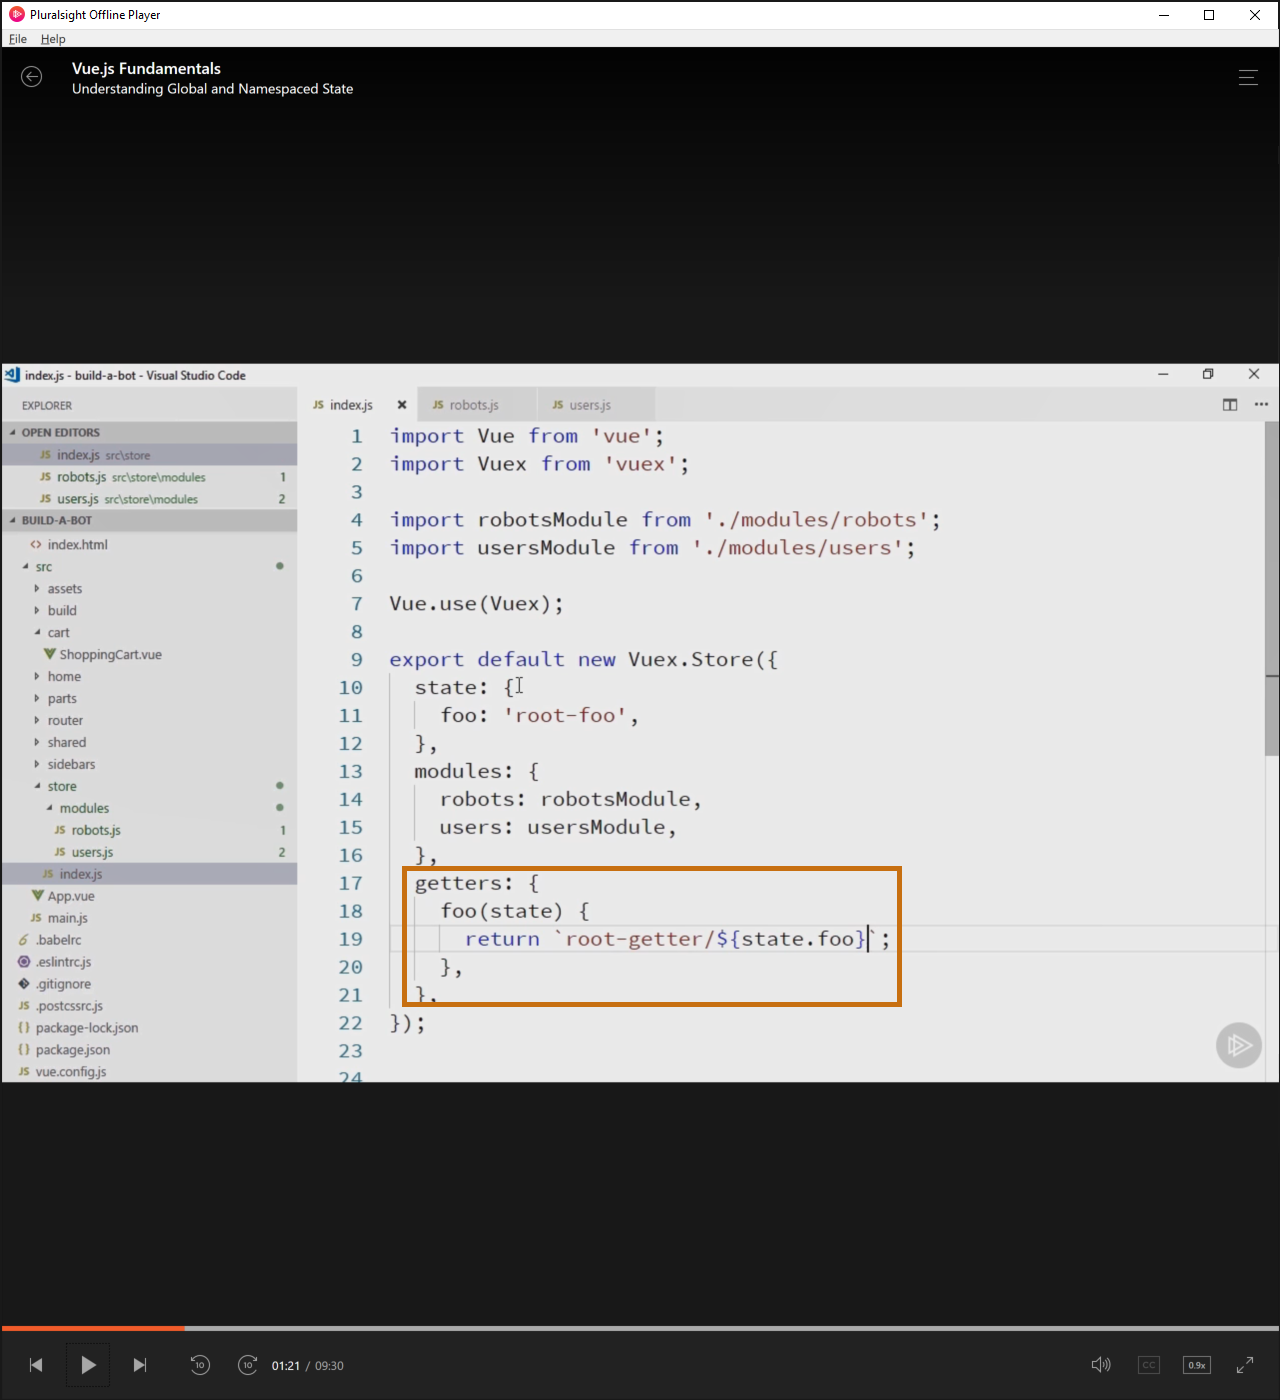 Pluralsight Offline Player
File Help
Vue.js Fundamentals
Understanding Global and Namespaced State
index.js - build-a-bot - Visual Studio Code
EXPLORER
OPEN EDITORS
JS index.js src\store
JS robots.js src\store\modules 1
JS users.js src\store\modules 2
BUILD-A-BOT
<> index.html
src
assets
build
cart
ShoppingCart.vue
home
parts
router
shared
sidebars
store
modules
JS robots.js 1
JS users.js 2
JS index.js
App.vue
JS main.js
.babelrc
.eslintrc.js
.gitignore
JS .postcssrc.js
{} package-lock.json
{} package.json
JS vue.config.js
JS index.js JS robots.js JS users.js
1 import Vue from 'vue';
2 import Vuex from 'vuex';
3
4 import robotsModule from './modules/robots';
5 import usersModule from './modules/users';
6
7 Vue.use(Vuex);
8
9 export default new Vuex.Store({
10 state: {
11 foo: 'root-foo',
12 },
13 modules: {
14 robots: robotsModule,
15 users: usersModule,
16 },
17 getters: {
18 foo(state) {
19 return `root-getter/${state.foo}`;
20 },
21 },
22 });
23
24
10 10 01:21 / 09:30 CC 0.9x